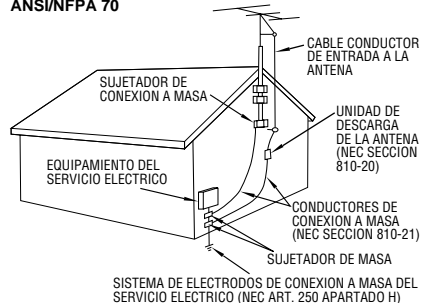 ANSI/NFPA 70
CABLE CONDUCTOR
DE ENTRADA A LA
ANTENA
SUJETADOR DE
CONEXION A MASA
UNIDAD DE
DESCARGA
DE LA ANTENA
(NEC SECCION
810-20)
EQUIPAMIENTO DEL
SERVICIO ELECTRICO
CONDUCTORES DE
CONEXION A MASA
(NEC SECCION 810-21)
SUJETADOR DE MASA
SISTEMA DE ELECTRODOS DE CONEXION A MASA DEL
SERVICIO ELECTRICO (NEC ART. 250 APARTADO H)